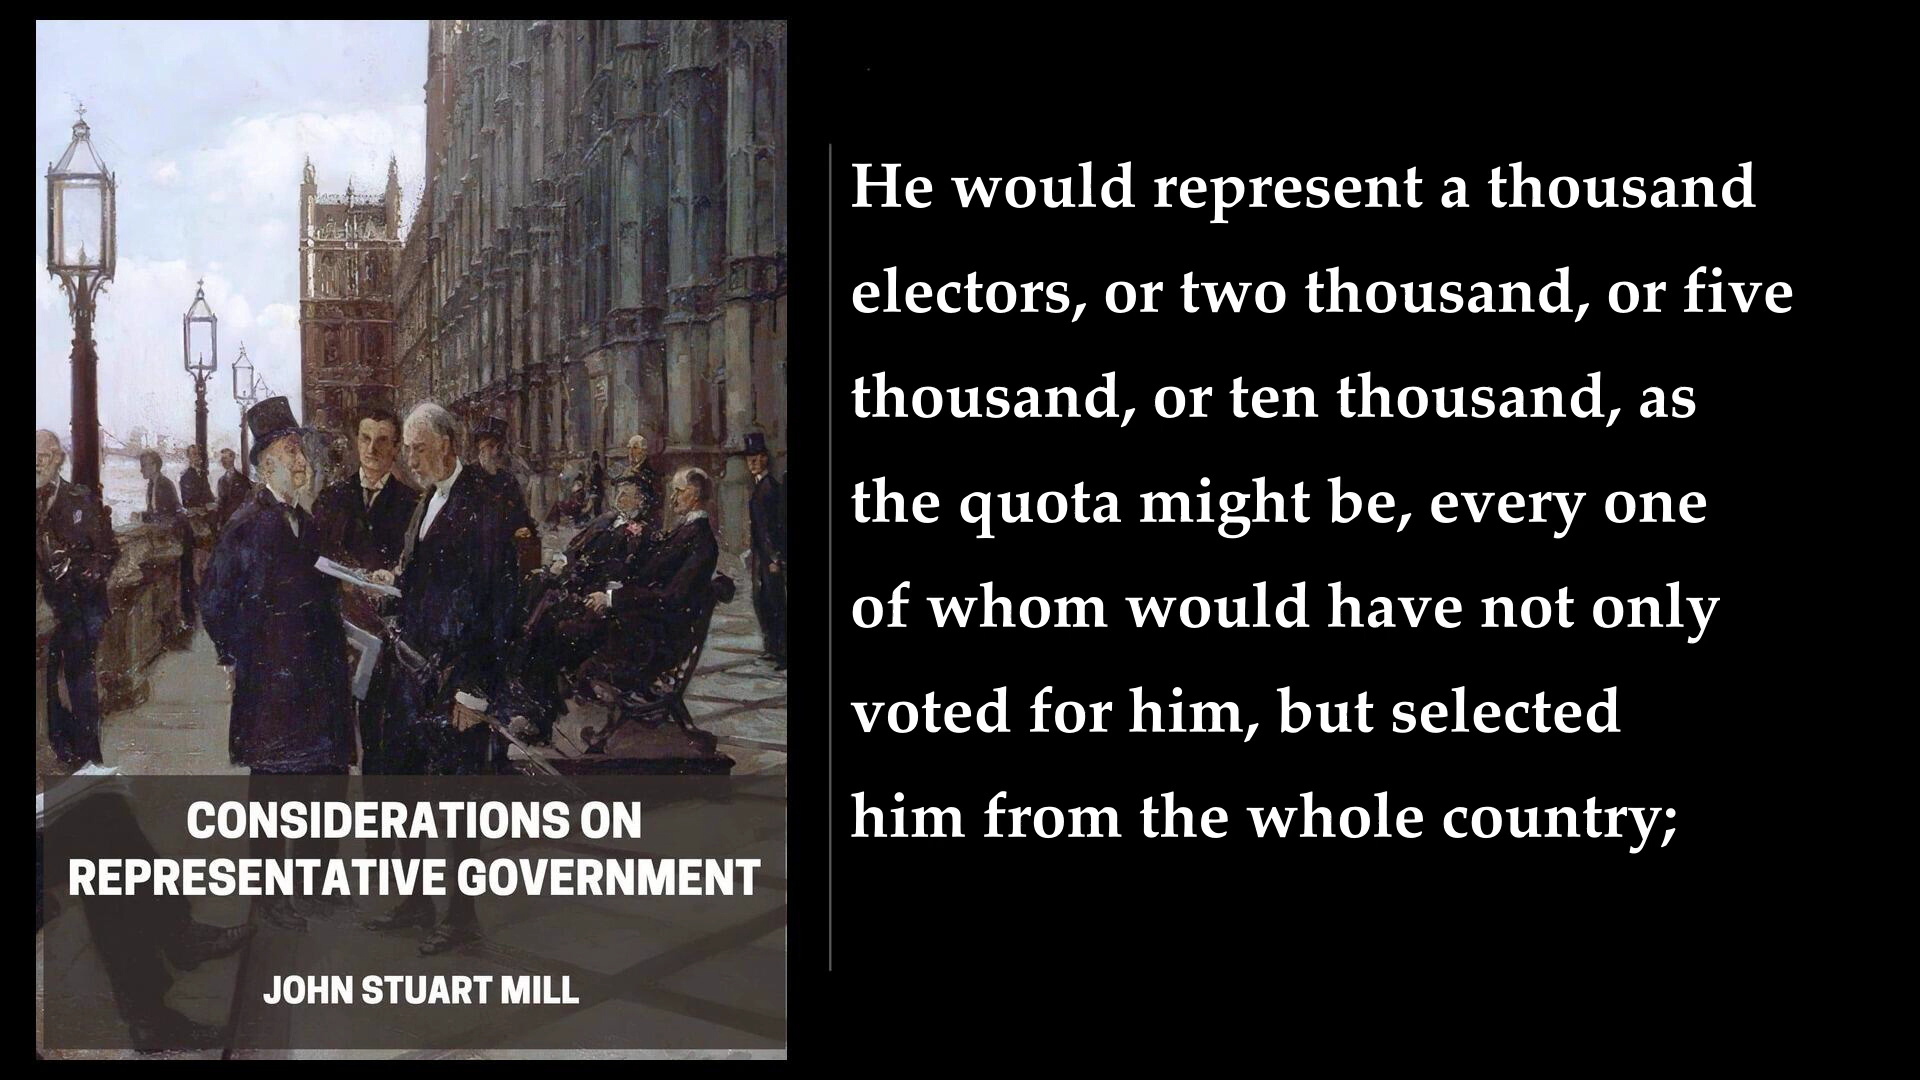 CONSIDERATIONS ON
REPRESENTATIVE GOVERNMENT
JOHN STUART MILL
He would represent a thousand
electors, or two thousand, or five
thousand, or ten thousand, as
the quota might be, every one
of whom would have not only
voted for him, but selected
him from the whole country;